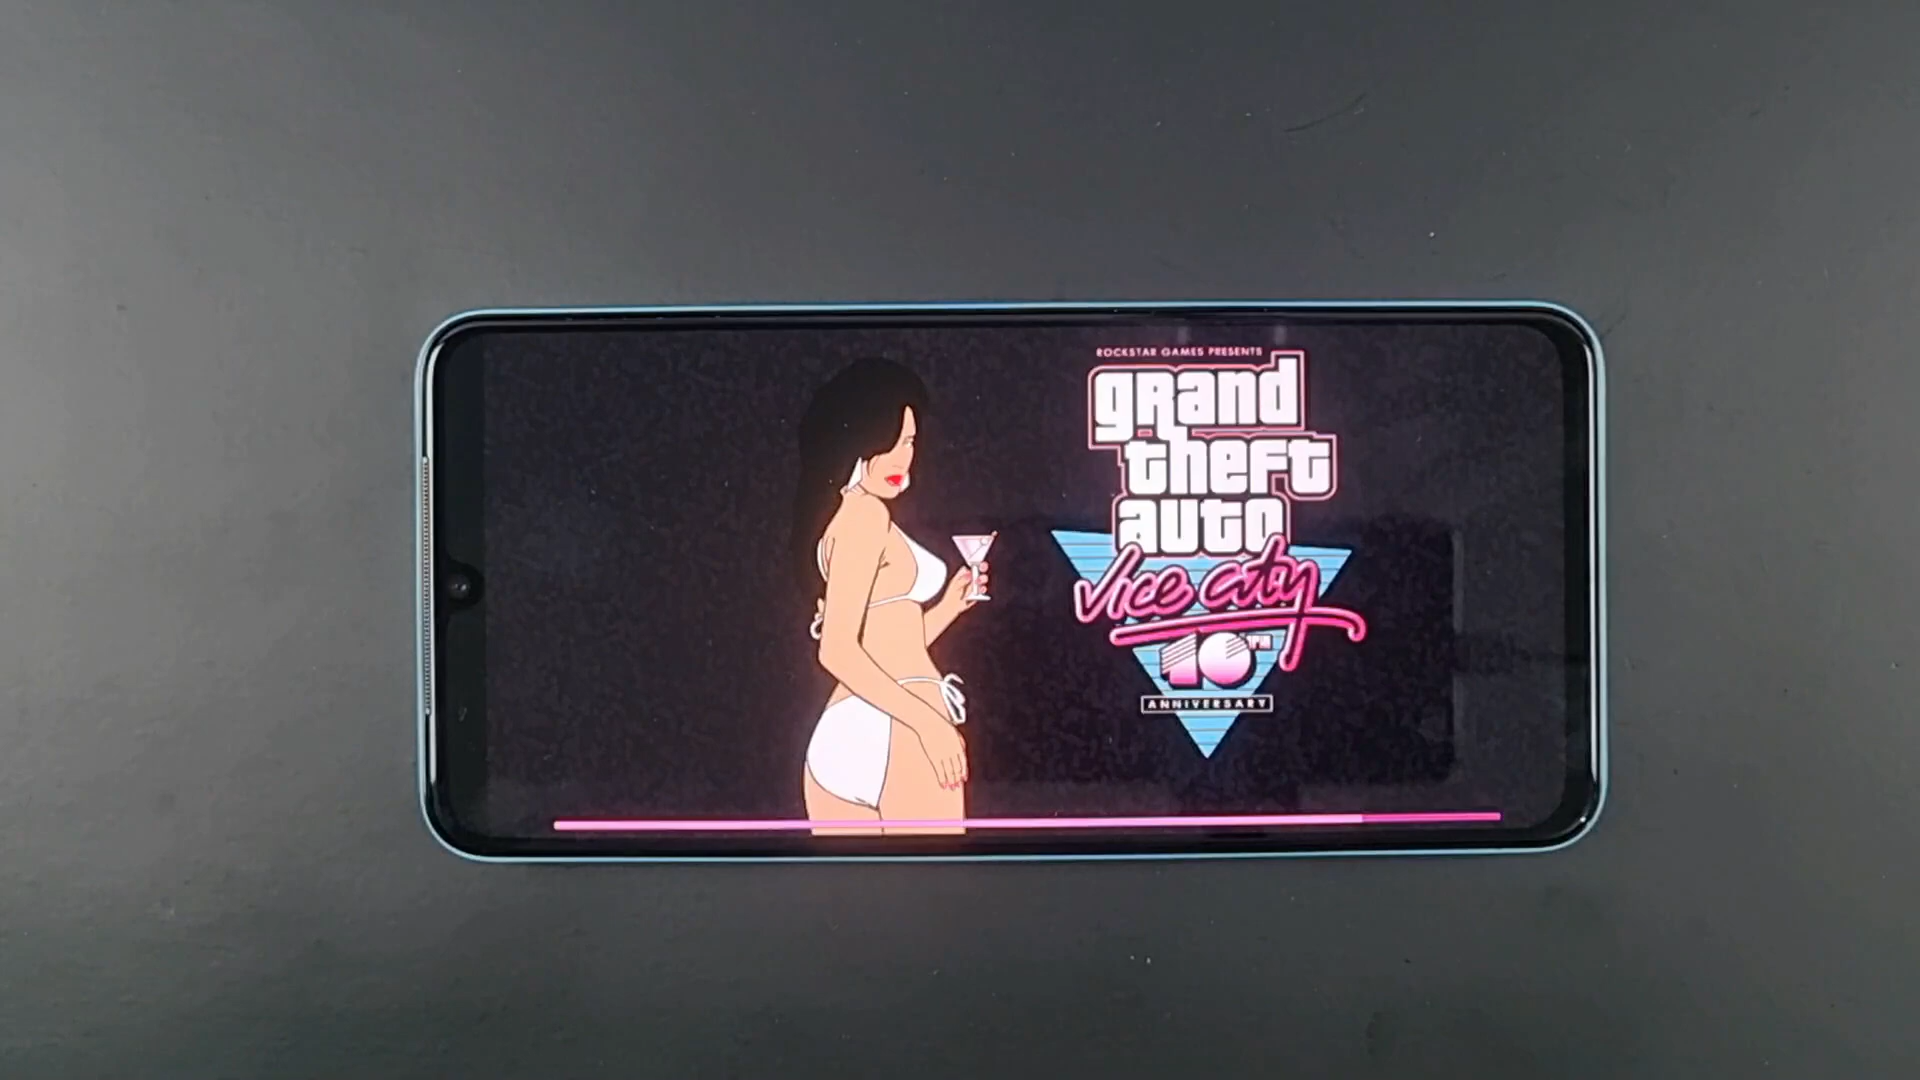 ROCKSTAR GAMES PRESENTS
grand
theft
auto
Vice City
10TH
ANNIVERSARY